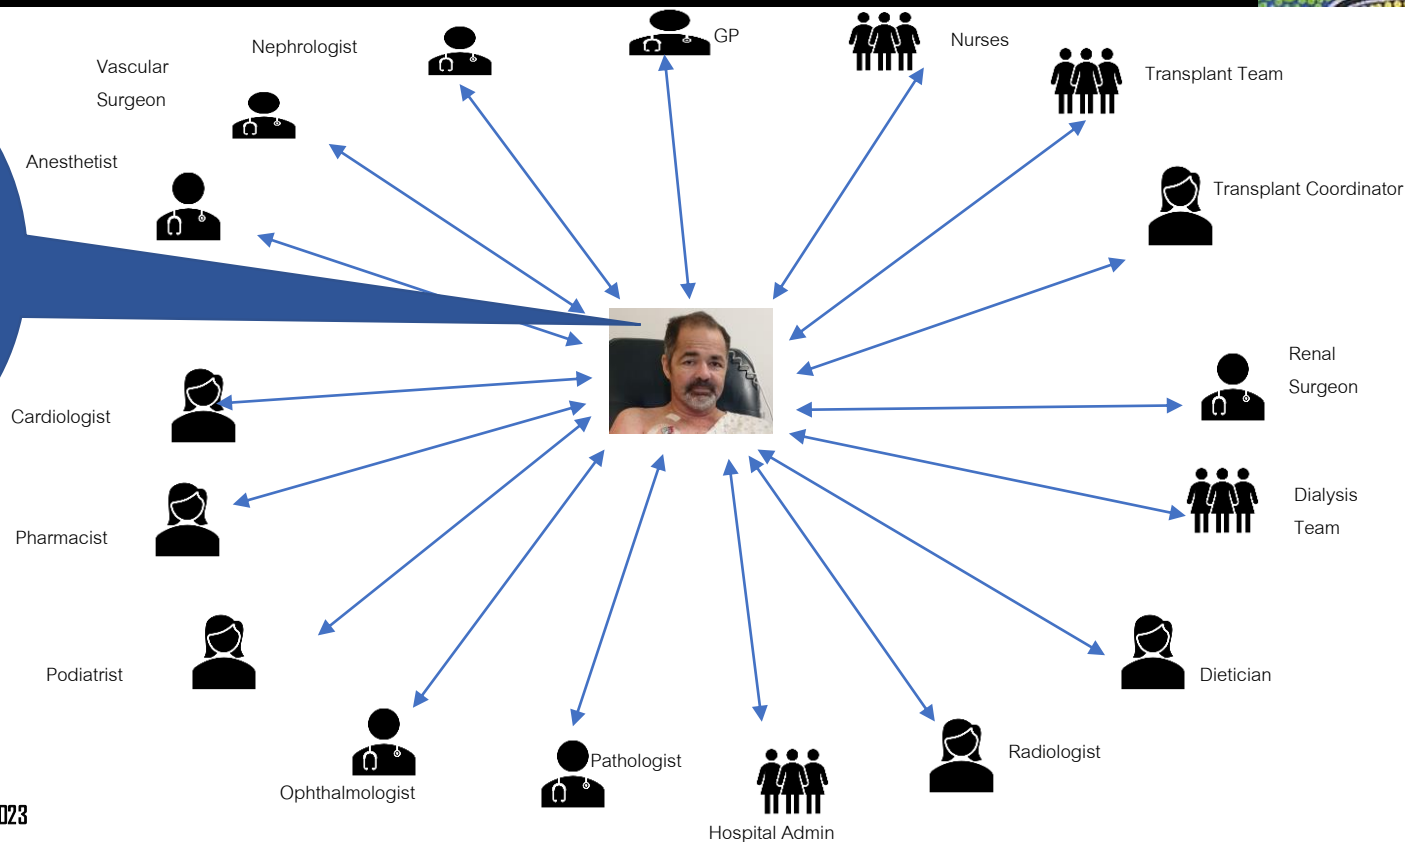 GP
Nurses
Nephrologist
Vascular
Surgeon
Transplant Team
Anesthetist
Transplant Coordinator
Renal
Surgeon
Cardiologist
Dialysis
Team
Pharmacist
Podiatrist
Dietician
Radiologist
Pathologist
Ophthalmologist
Hospital Admin
023